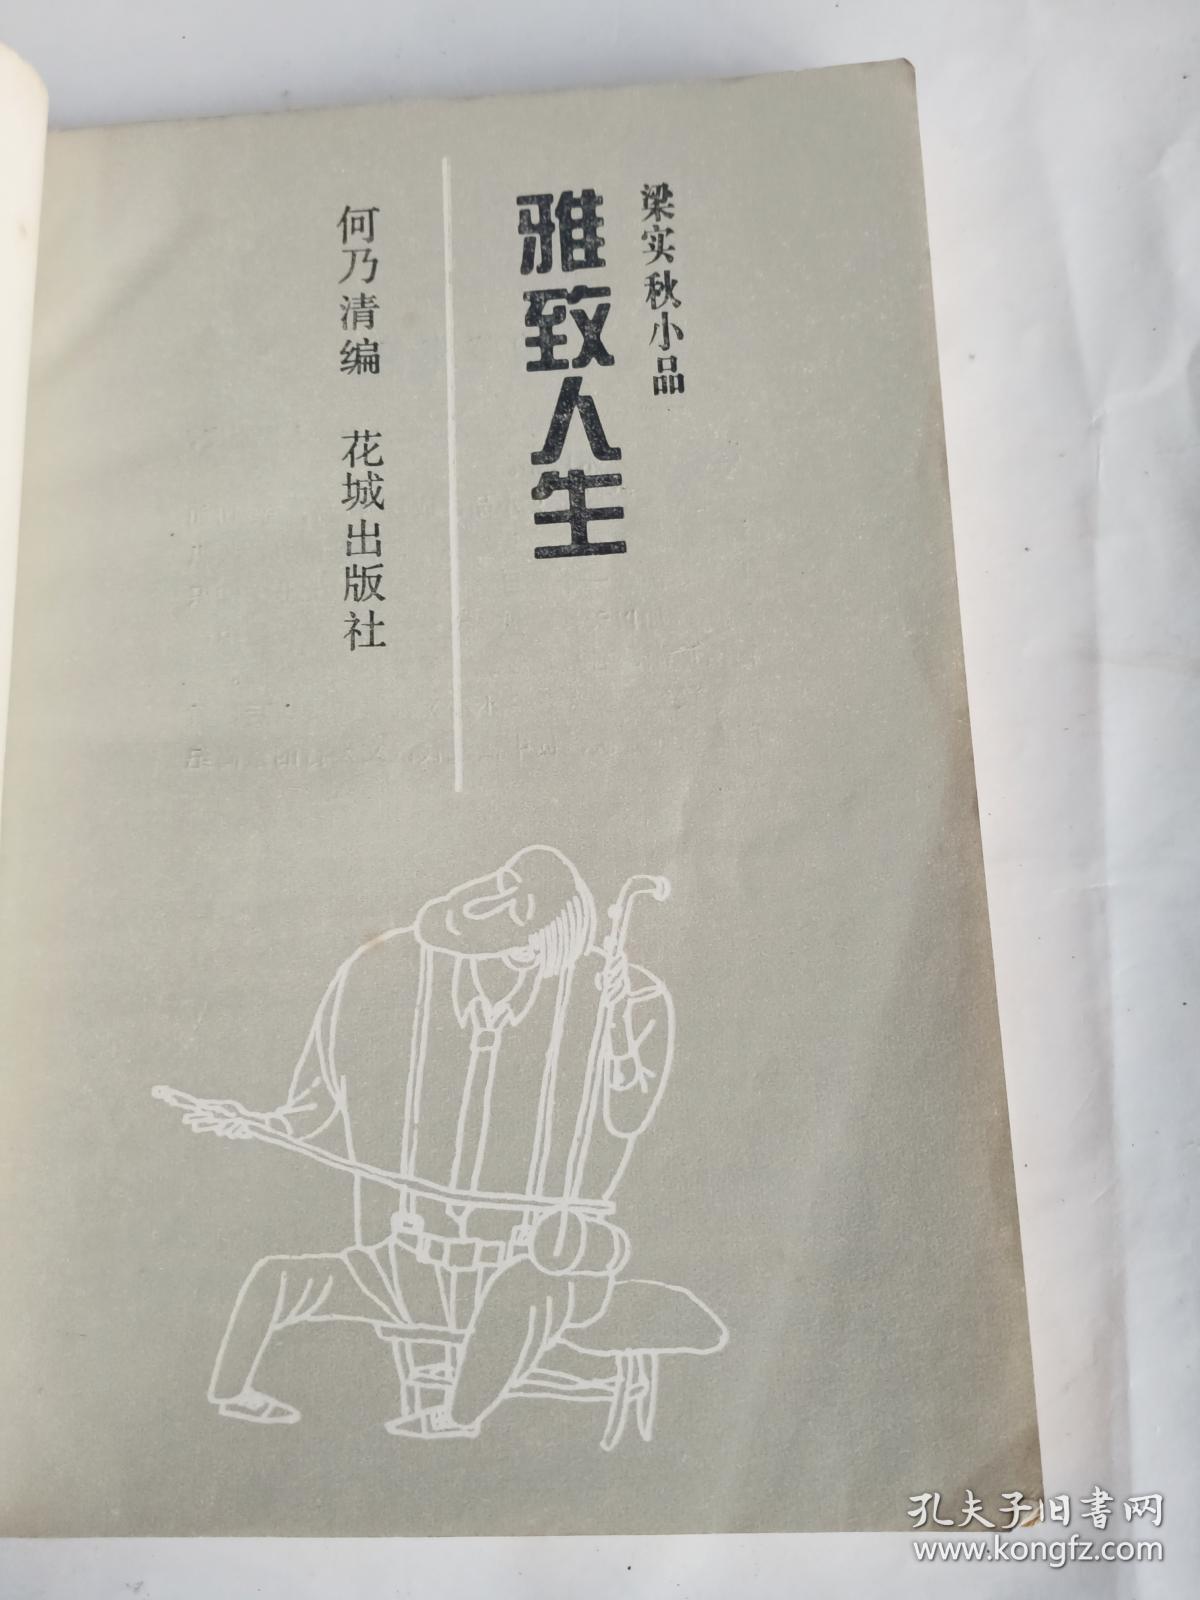 梁实秋小品
雅致人生
何乃清编 花城出版社
孔夫子旧书网
www.kongfz.com